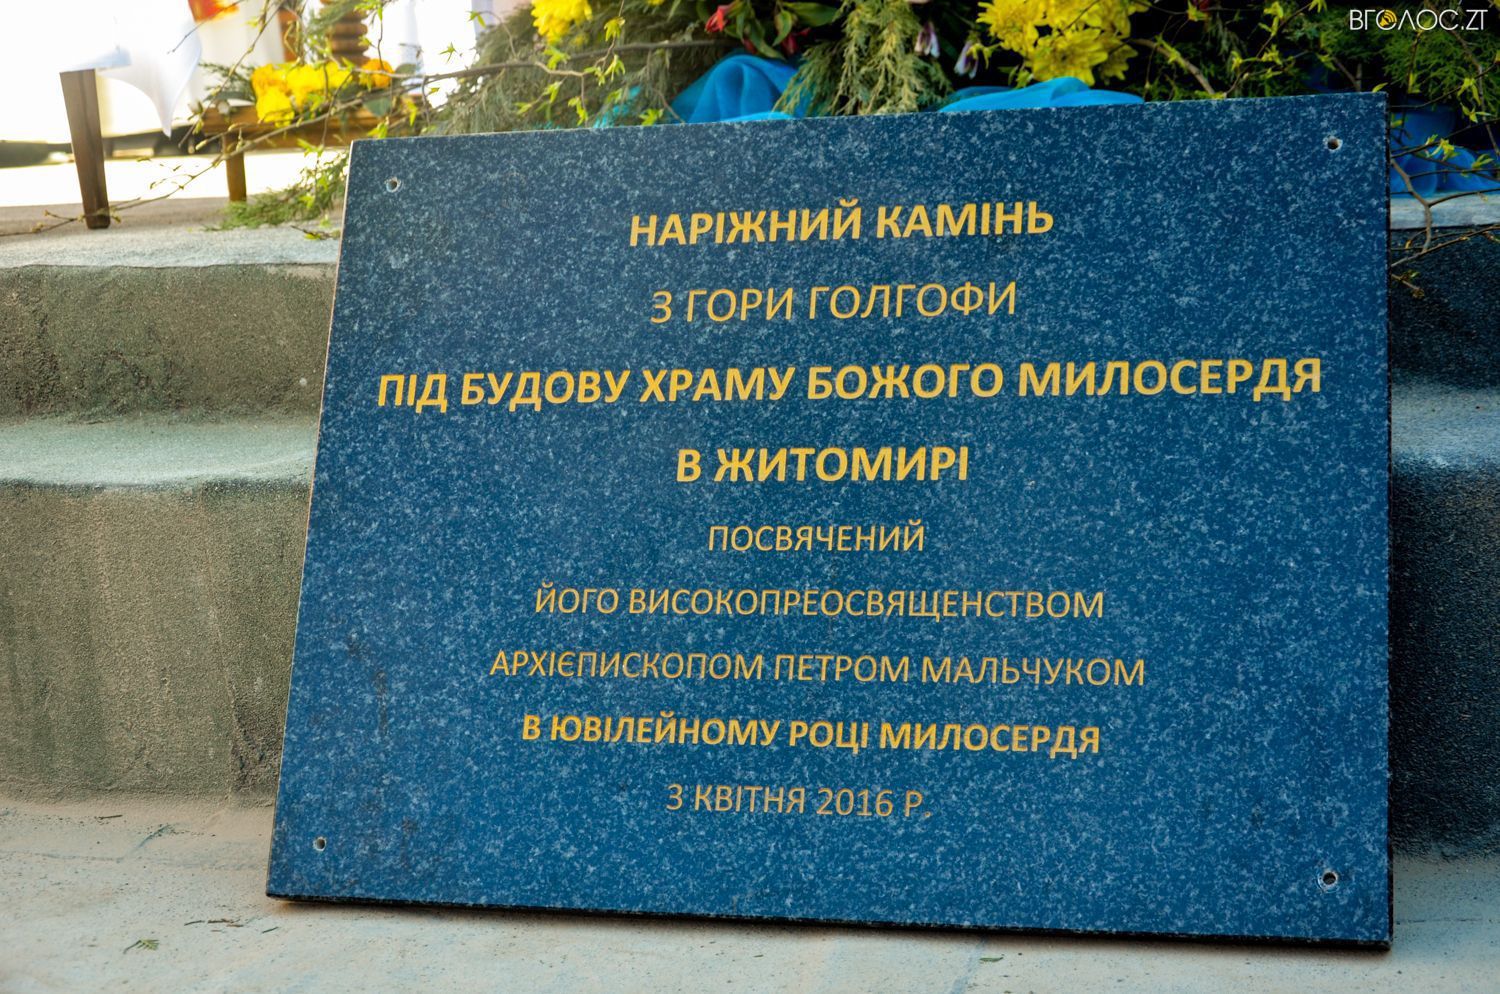 ВГОЛОС.ZT
НАРІЖНИЙ КАМІНЬ
З ГОРИ ГОЛГОФИ
ПІД БУДОВУ ХРАМУ БОЖОГО МИЛОСЕРДЯ
В ЖИТОМИРІ
ПОСВЯЧЕНИЙ
ЙОГО ВИСОКОПРЕОСВЯЩЕНСТВОМ
АРХІЄПИСКОПОМ ПЕТРОМ МАЛЬЧУКОМ
В ЮВІЛЕЙНОМУ РОЦІ МИЛОСЕРДЯ
3 КВІТНЯ 2016 Р.